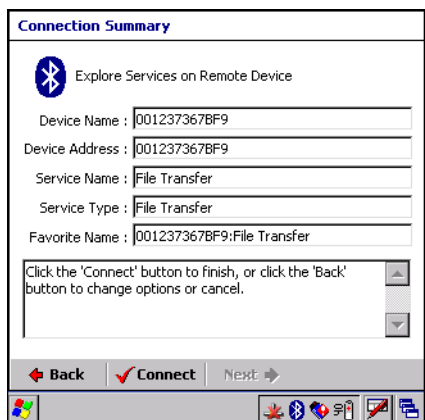 Connection Summary
Explore Services on Remote Device
Device Name : 001237367BF9
Device Address : 001237367BF9
Service Name : File Transfer
Service Type : File Transfer
Favorite Name : 001237367BF9:File Transfer
Click the 'Connect' button to finish, or click the 'Back'
button to change options or cancel.
Back Connect Next